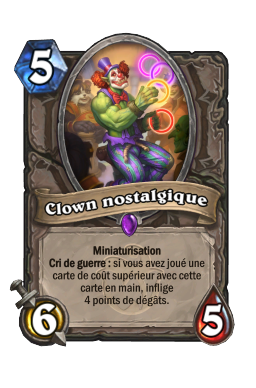 5
Clown nostalgique
Miniaturisation
Cri de guerre : si vous avez joué une
carte de coût supérieur avec cette
carte en main, inflige
4 points de dégâts.
6
5